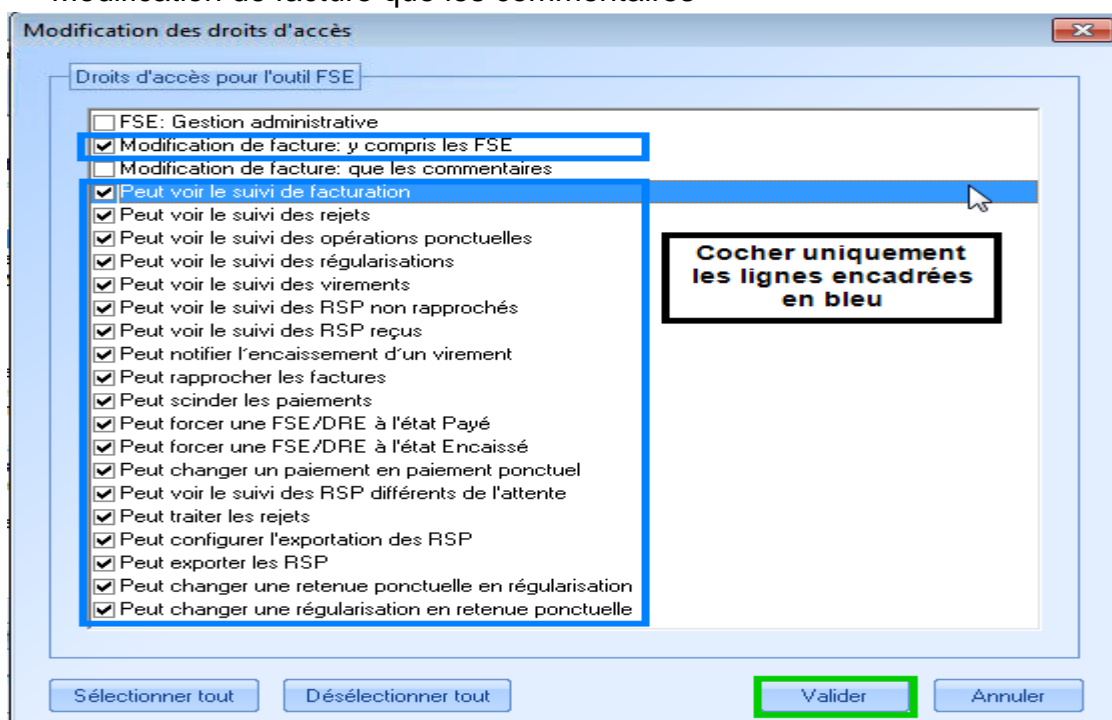 Modification de facture que les commentaires
Modification des droits d'accès
Droits d'accès pour l'outil FSE
FSE: Gestion administrative
Modification de facture: y compris les FSE
Modification de facture: que les commentaires
Peut voir le suivi de facturation
Peut voir le suivi des rejets
Peut voir le suivi des opérations ponctuelles
Peut voir le suivi des régularisations
Peut voir le suivi des virements
Peut voir le suivi des RSP non rapprochés
Peut voir le suivi des RSP reçus
Peut notifier l'encaissement d'un virement
Peut rapprocher les factures
Peut scinder les paiements
Peut forcer une FSE/DRE à l'état Payé
Peut forcer une FSE/DRE à l'état Encaissé
Peut changer un paiement en paiement ponctuel
Peut voir le suivi des RSP différents de l'attente
Peut traiter les rejets
Peut configurer l'exportation des RSP
Peut exporter les RSP
Peut changer une retenue ponctuelle en régularisation
Peut changer une régularisation en retenue ponctuelle
Cocher uniquement
les lignes encadrées
en bleu
Sélectionner tout
Désélectionner tout
Valider
Annuler